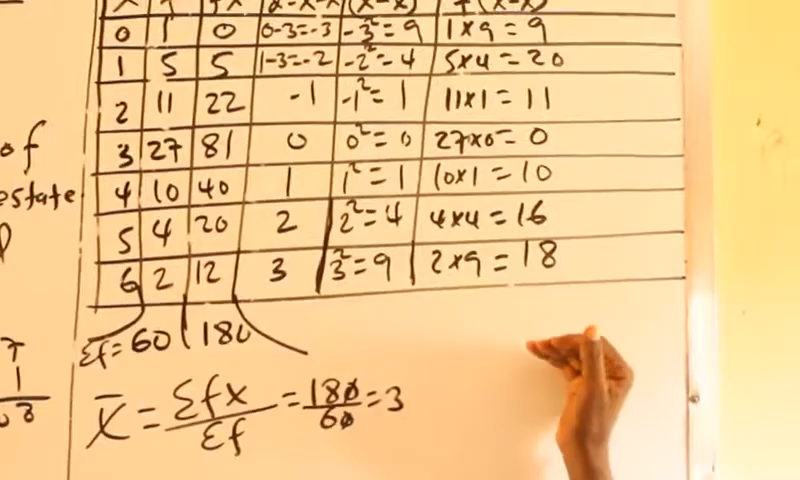 x f fx d=x-x̄ (x-x̄)² f(x-x̄)²
0 1 0 0-3=-3 -3²=9 1×9=9
1 5 5 1-3=-2 -2²=4 5×4=20
2 11 22 -1 -1²=1 11×1=11
of 3 27 81 0 0²=0 27×0=0
estate 4 10 40 1 1²=1 10×1=10
5 4 20 2 2²=4 4×4=16
6 2 12 3 3²=9 2×9=18
Σf=60 180
1
x̄ = Σfx/Σf = 180/60 = 3